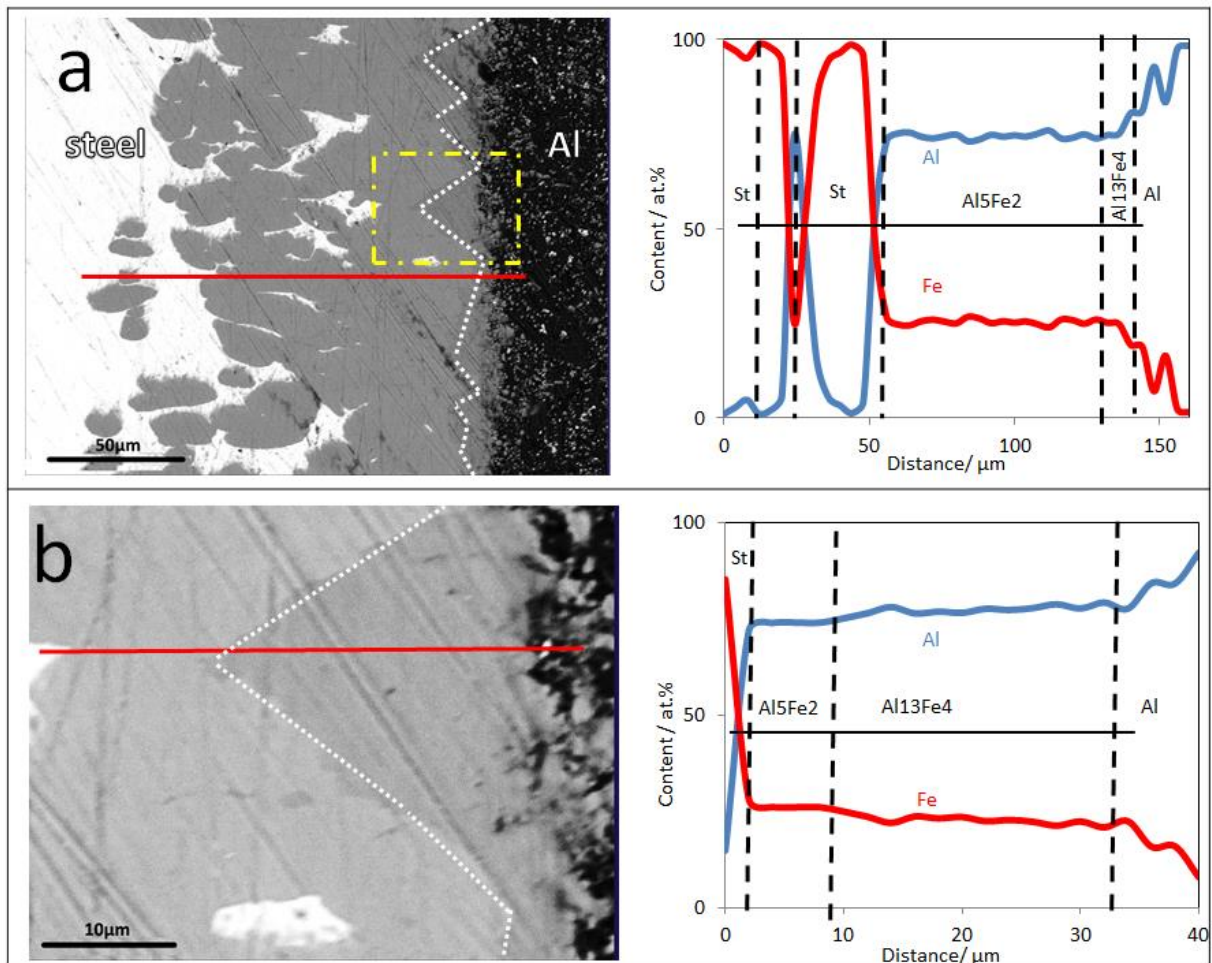 a
steel
Al
50µm
100
50
0
Content / at.%
St
St
Al
Al5Fe2
Al13Fe4
Al
Fe
0 50 100 150
Distance/ µm
b
10µm
100
50
0
Content / at.%
St
Al
Al5Fe2
Al13Fe4
Al
Fe
0 10 20 30 40
Distance/ µm